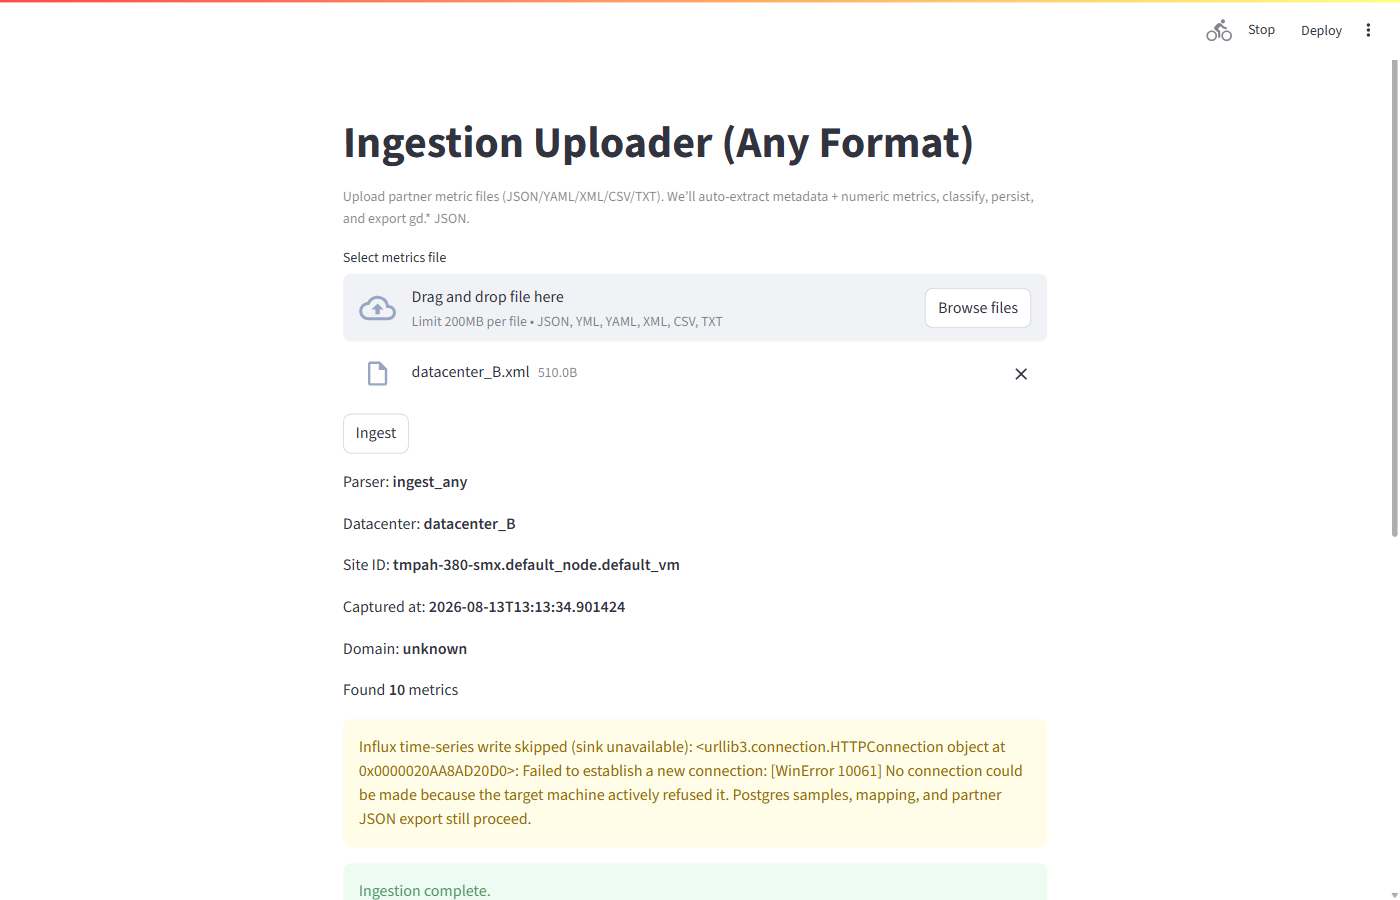 Stop
Deploy
Ingestion Uploader (Any Format)
Upload partner metric files (JSON/YAML/XML/CSV/TXT). We'll auto-extract metadata + numeric metrics, classify, persist,
and export gd.* JSON.
Select metrics file
Drag and drop file here
Limit 200MB per file • JSON, YML, YAML, XML, CSV, TXT
Browse files
datacenter_B.xml 510.0B
Ingest
Parser: ingest_any
Datacenter: datacenter_B
Site ID: tmpah-380-smx.default_node.default_vm
Captured at: 2026-08-13T13:13:34.901424
Domain: unknown
Found 10 metrics
Influx time-series write skipped (sink unavailable): <urllib3.connection.HTTPConnection object at
0x0000020AA8AD20D0>: Failed to establish a new connection: [WinError 10061] No connection could
be made because the target machine actively refused it. Postgres samples, mapping, and partner
JSON export still proceed.
Ingestion complete.